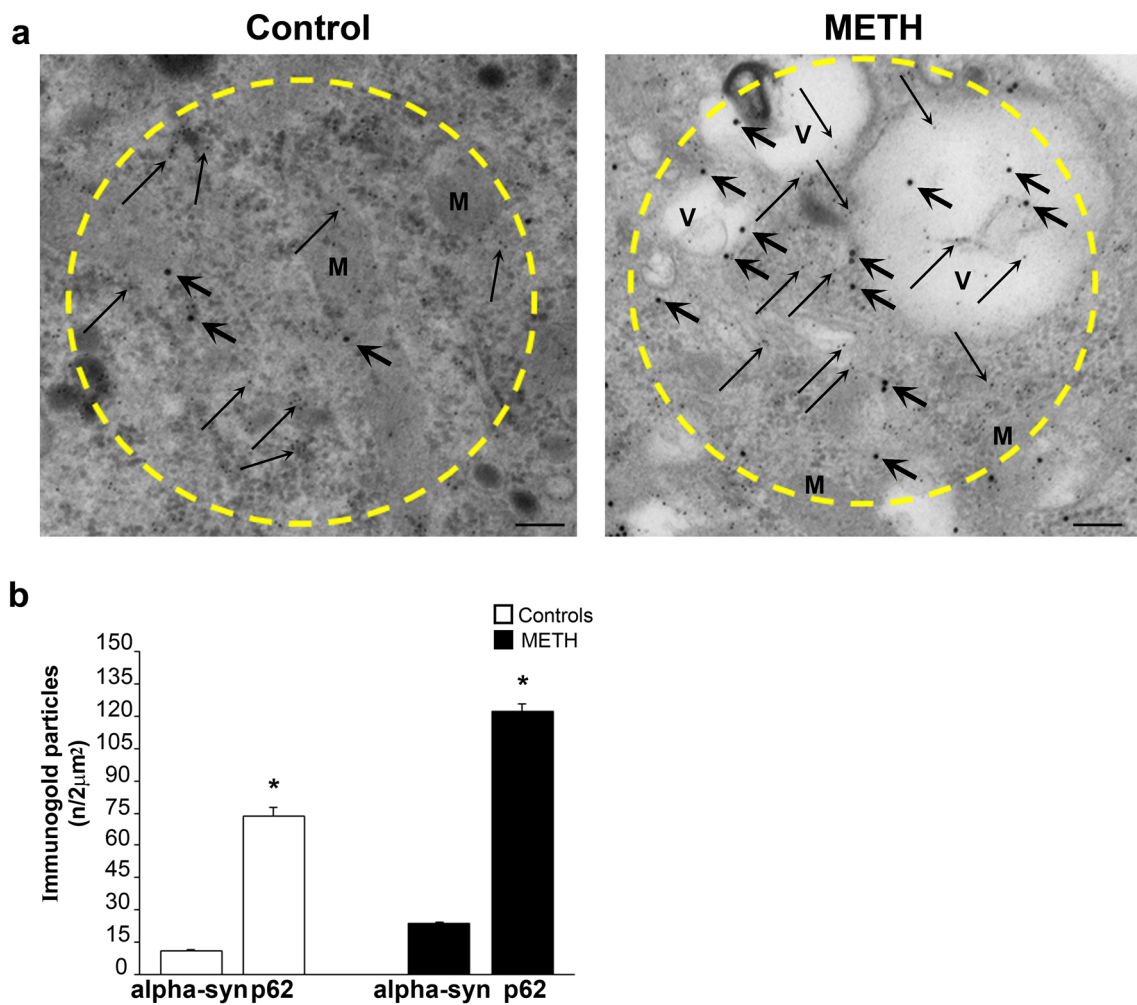 a
Control
METH
M
M
V
V
V
M
M
b
Controls
METH
Immunogold particles
(n/2μm²)
150
135
120
105
90
75
60
45
30
15
0
*
*
alpha-syn p62
alpha-syn p62